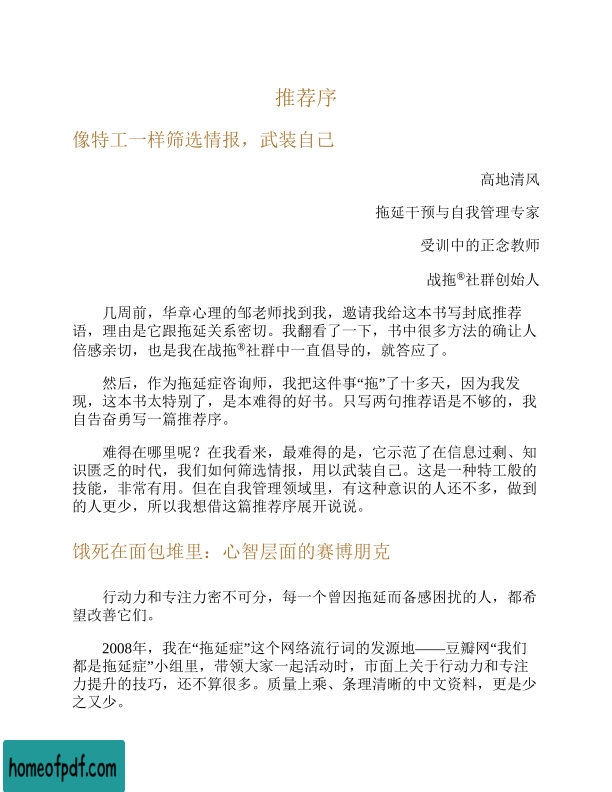 推荐序
像特工一样筛选情报，武装自己
高地清风
拖延干预与自我管理专家
受训中的正念教师
战拖®社群创始人
几周前，华章心理的邹老师找到我，邀请我给这本书写封底推荐
语，理由是它跟拖延关系密切。我翻看了一下，书中很多方法的确让人
倍感亲切，也是我在战拖®社群中一直倡导的，就答应了。
然后，作为拖延症咨询师，我把这件事“拖”了十多天，因为我发
现，这本书太特别了，是本难得的好书。只写两句推荐语是不够的，我
自告奋勇写一篇推荐序。
难得在哪里呢？在我看来，最难得的是，它示范了在信息过剩、知
识匮乏的时代，我们如何筛选情报，用以武装自己。这是一种特工般的
技能，非常有用。但在自我管理领域里，有这种意识的人还不多，做到
的人更少，所以我想借这篇推荐序展开说说。
饿死在面包堆里：心智层面的赛博朋克
行动力和专注力密不可分，每一个曾因拖延而备感困扰的人，都希
望改善它们。
2008年，我在“拖延症”这个网络流行词的发源地——豆瓣网“我们
都是拖延症”小组里，带领大家一起活动时，市面上关于行动力和专注
力提升的技巧，还不算很多。质量上乘、条理清晰的中文资料，更是少
之又少。
homeofpdf.com